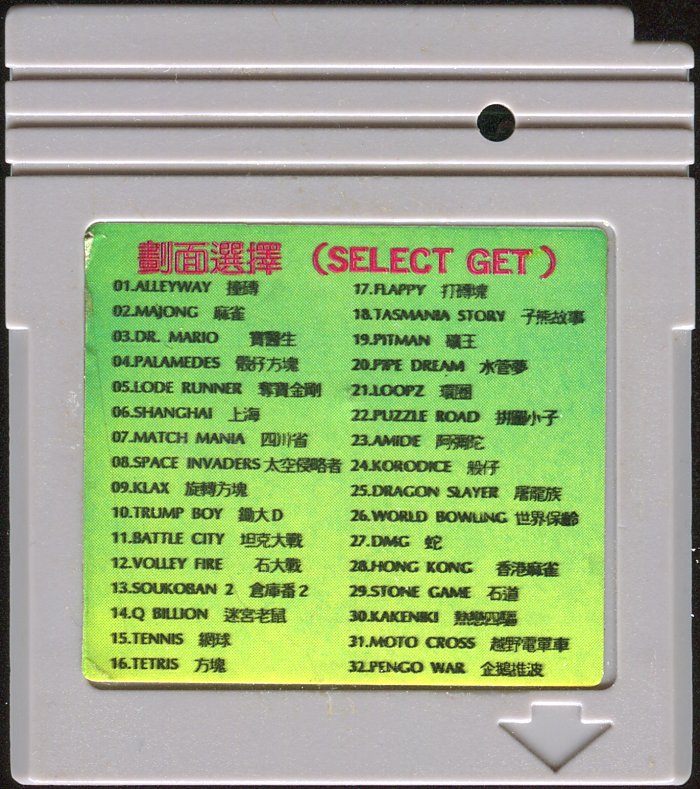 劃面選擇 (SELECT GET)
01.ALLEYWAY 撞磚
02.MAJONG 麻雀
03.DR. MARIO 寶醫生
04.PALAMEDES 骰仔方塊
05.LODE RUNNER 奪寶金剛
06.SHANGHAI 上海
07.MATCH MANIA 四川省
08.SPACE INVADERS 太空侵略者
09.KLAX 旋轉方塊
10.TRUMP BOY 鋤大D
11.BATTLE CITY 坦克大戰
12.VOLLEY FIRE 石大戰
13.SOUKOBAN 2 倉庫番2
14.Q BILLION 迷宮老鼠
15.TENNIS 網球
16.TETRIS 方塊
17.FLAPPY 打磚塊
18.TASMANIA STORY 子熊故事
19.PITMAN 礦王
20.PIPE DREAM 水管夢
21.LOOPZ 環圈
22.PUZZLE ROAD 拼圖小子
23.AMIDE 阿彌陀
24.KORODICE 骰仔
25.DRAGON SLAYER 屠龍族
26.WORLD BOWLING 世界保齡
27.DMG 蛇
28.HONG KONG 香港麻雀
29.STONE GAME 石道
30.KAKENIKI 熱戀四驅
31.MOTO CROSS 越野電單車
32.PENGO WAR 企鵝進波